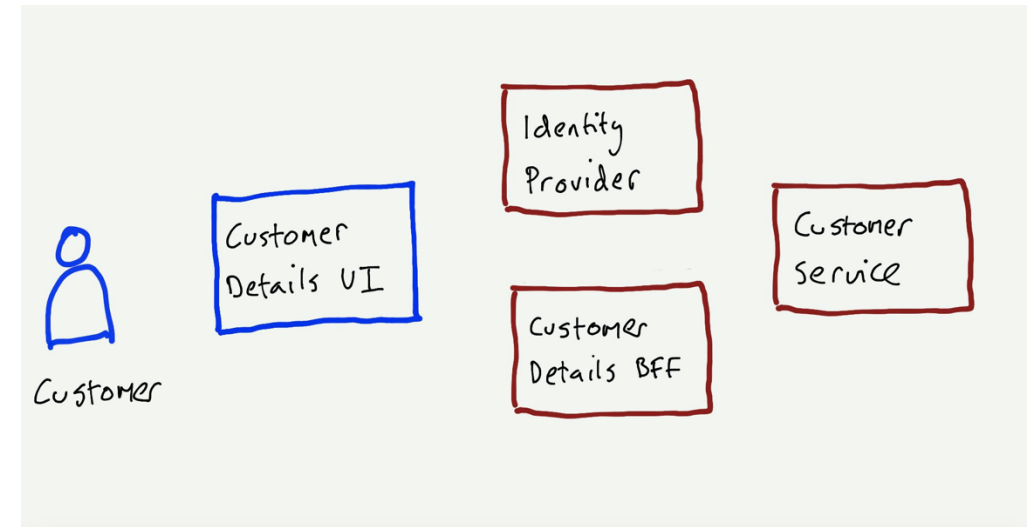 Customer
Customer
Details UI
Identity
Provider
Customer
Details BFF
Customer
Service